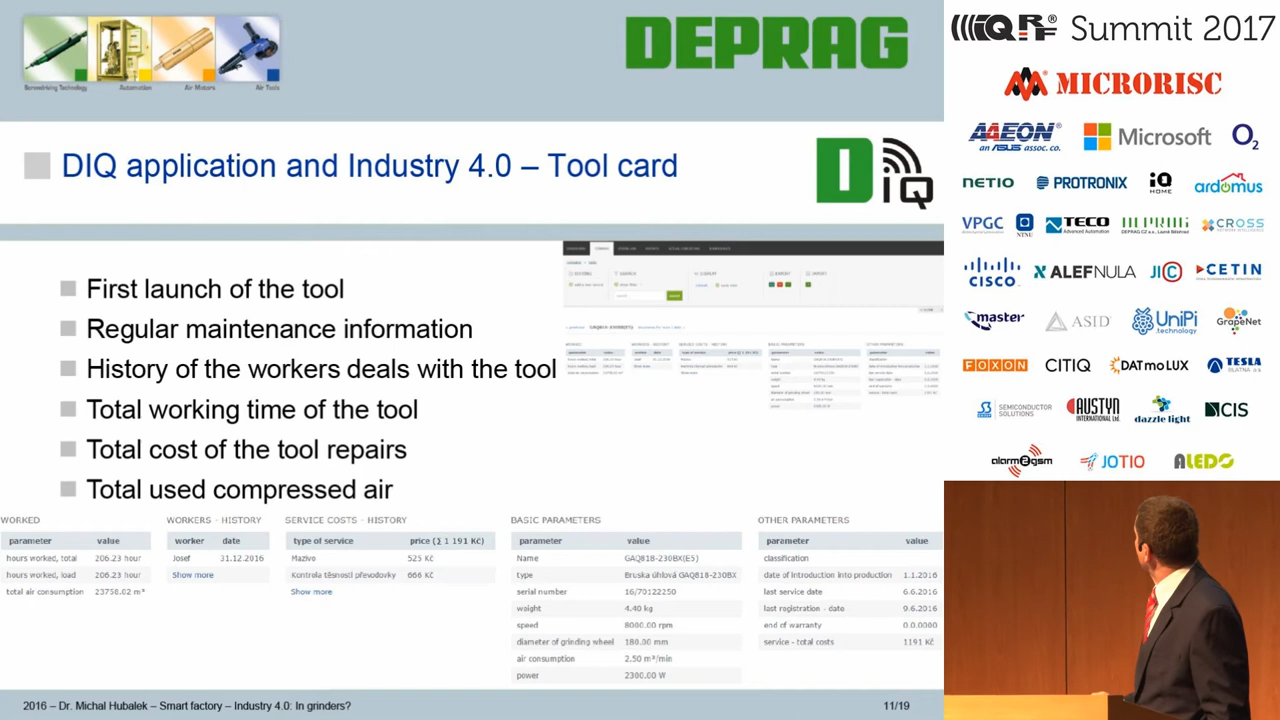 Screwdriving Technology
Automation
Air Motors
Air Tools
DEPRAG
IQRF® Summit 2017
MICRORISC
DIQ application and Industry 4.0 – Tool card
D iQ
AAEON®
an ASUS assoc. co.
Microsoft
O2
NETIO
PROTRONIX
iQ HOME
ardomus
VPGC
NTNU
TECO
Advanced Automation
DEPRAG
DEPRAG CZ a.s., Lázně Bělohrad
CROSS
NETWORK INTELLIGENCE
CISCO
ALEFNULA
JIC
CETIN
master
ASID
UniPi
.technology
GrapeNet
FOXON
CITIQ
DATmoLUX
TESLA
BLATNÁ, a.s.
SEMICONDUCTOR
SOLUTIONS
AUSTYN
INTERNATIONAL Ltd.
dazzle light
CIS
alarm2gsm
JOTIO
ALEDO
First launch of the tool
Regular maintenance information
History of the workers deals with the tool
Total working time of the tool
Total cost of the tool repairs
Total used compressed air
WORKED
parameter value
hours worked, total 206.23 hour
hours worked, load 206.23 hour
total air consumption 23758.02 m³
WORKERS - HISTORY
worker date
Josef 31.12.2016
Show more
SERVICE COSTS - HISTORY
type of service price (∑ 1 191 Kč)
Mazivo 525 Kč
Kontrola těsnosti převodovky 666 Kč
Show more
BASIC PARAMETERS
parameter value
Name GAQ818-230BX(E5)
type Bruska úhlová GAQ818-230BX
serial number 16/70122250
weight 4.40 kg
speed 8000.00 rpm
diameter of grinding wheel 180.00 mm
air consumption 2.50 m³/min
power 2300.00 W
OTHER PARAMETERS
parameter value
classification
date of introduction into production 1.1.2016
last service date 6.6.2016
last registration - date 9.6.2016
end of warranty 0.0.0000
service - total costs 1191 Kč
2016 – Dr. Michal Hubalek – Smart factory – Industry 4.0: In grinders?
11/19